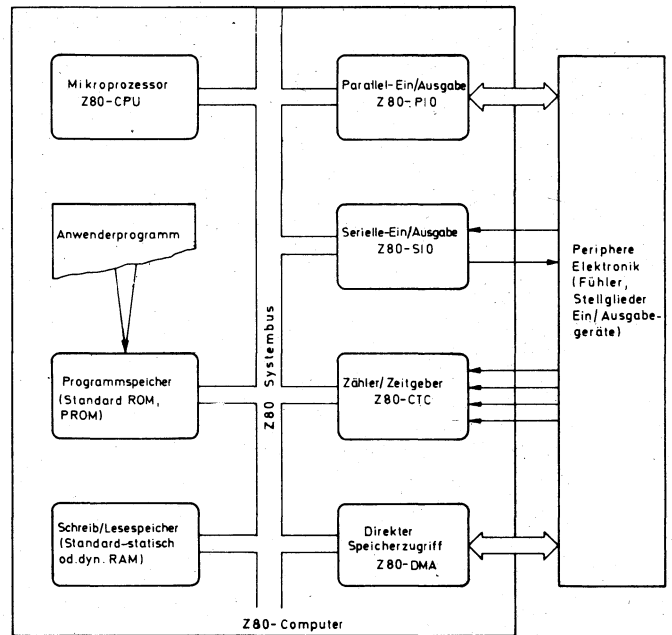 Mikroprozessor
Z80-CPU
Parallel-Ein/Ausgabe
Z80-PIO
Anwenderprogramm
Serielle-Ein/Ausgabe
Z80-SIO
Periphere
Elektronik
(Fühler,
Stellglieder
Ein/Ausgabe-
geräte)
Z80 Systembus
Programmspeicher
(Standard ROM,
PROM)
Zähler/Zeitgeber
Z80-CTC
Schreib/Lesespeicher
(Standard-statisch
od.dyn. RAM)
Direkter
Speicherzugriff
Z80-DMA
Z80-Computer